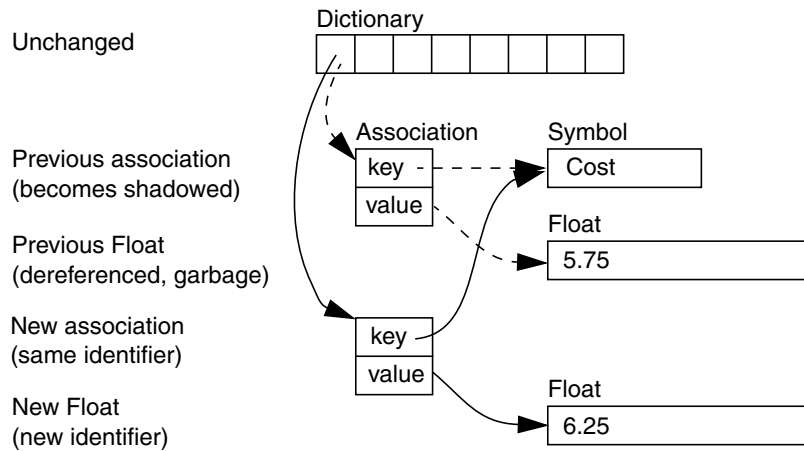 Dictionary
Unchanged
Association
Symbol
Previous association
(becomes shadowed)
key
Cost
value
Float
Previous Float
(dereferenced, garbage)
5.75
New association
(same identifier)
key
value
Float
New Float
(new identifier)
6.25